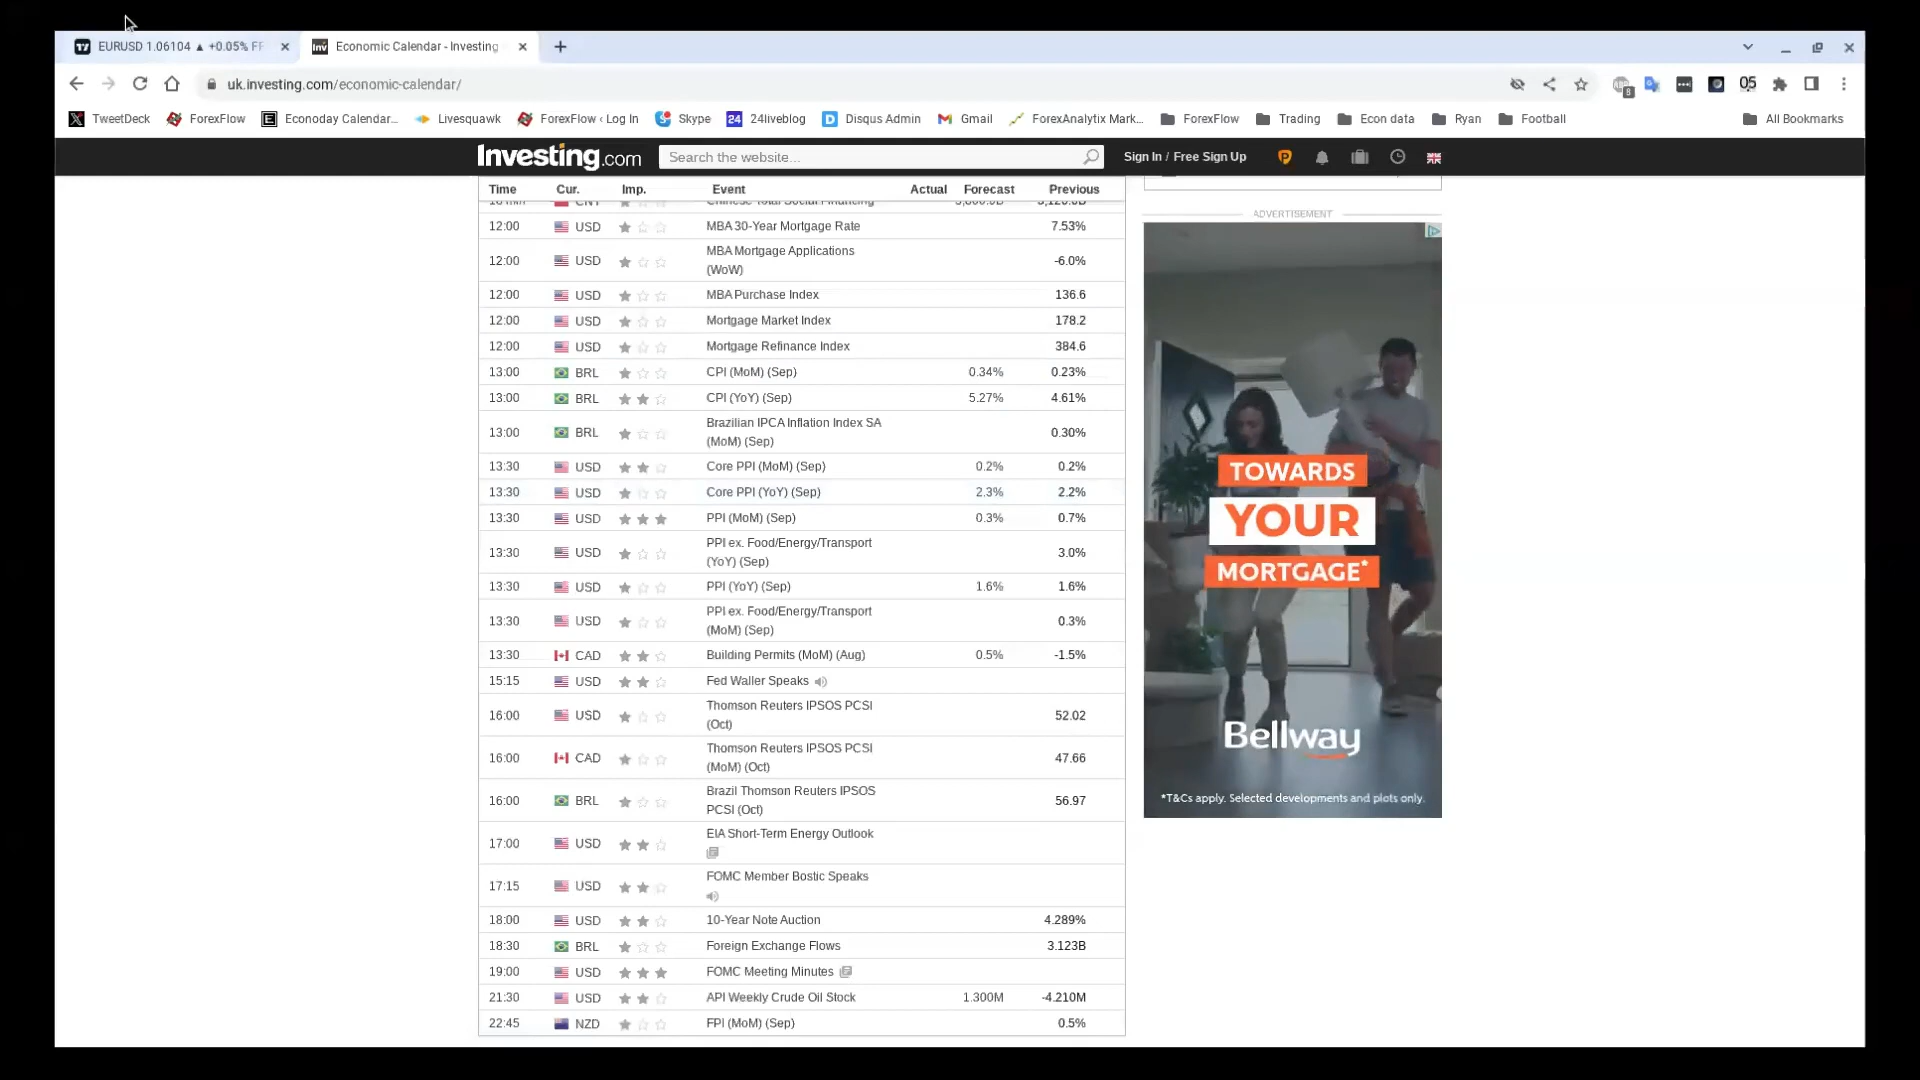 EURUSD 1.06104 ▲ +0.05% FF
Economic Calendar - Investing
uk.investing.com/economic-calendar/
8
05
TweetDeck
ForexFlow
Econoday Calendar...
Livesquawk
ForexFlow ‹ Log In
Skype
24liveblog
Disqus Admin
Gmail
ForexAnalytix Mark...
ForexFlow
Trading
Econ data
Ryan
Football
All Bookmarks
Investing.com
Search the website...
Sign In / Free Sign Up
Time Cur. Imp. Event Actual Forecast Previous
CNY Chinese Total Social Financing
12:00 USD MBA 30-Year Mortgage Rate 7.53%
12:00 USD MBA Mortgage Applications -6.0%
(WoW)
12:00 USD MBA Purchase Index 136.6
12:00 USD Mortgage Market Index 178.2
12:00 USD Mortgage Refinance Index 384.6
13:00 BRL CPI (MoM) (Sep) 0.34% 0.23%
13:00 BRL CPI (YoY) (Sep) 5.27% 4.61%
13:00 BRL Brazilian IPCA Inflation Index SA 0.30%
(MoM) (Sep)
13:30 USD Core PPI (MoM) (Sep) 0.2% 0.2%
13:30 USD Core PPI (YoY) (Sep) 2.3% 2.2%
13:30 USD PPI (MoM) (Sep) 0.3% 0.7%
13:30 USD PPI ex. Food/Energy/Transport 3.0%
(YoY) (Sep)
13:30 USD PPI (YoY) (Sep) 1.6% 1.6%
13:30 USD PPI ex. Food/Energy/Transport 0.3%
(MoM) (Sep)
13:30 CAD Building Permits (MoM) (Aug) 0.5% -1.5%
15:15 USD Fed Waller Speaks
16:00 USD Thomson Reuters IPSOS PCSI 52.02
(Oct)
16:00 CAD Thomson Reuters IPSOS PCSI 47.66
(MoM) (Oct)
16:00 BRL Brazil Thomson Reuters IPSOS 56.97
PCSI (Oct)
17:00 USD EIA Short-Term Energy Outlook
17:15 USD FOMC Member Bostic Speaks
18:00 USD 10-Year Note Auction 4.289%
18:30 BRL Foreign Exchange Flows 3.123B
19:00 USD FOMC Meeting Minutes
21:30 USD API Weekly Crude Oil Stock 1.300M -4.210M
22:45 NZD FPI (MoM) (Sep) 0.5%
ADVERTISEMENT
TOWARDS
YOUR
MORTGAGE*
Bellway
*T&Cs apply. Selected developments and plots only.